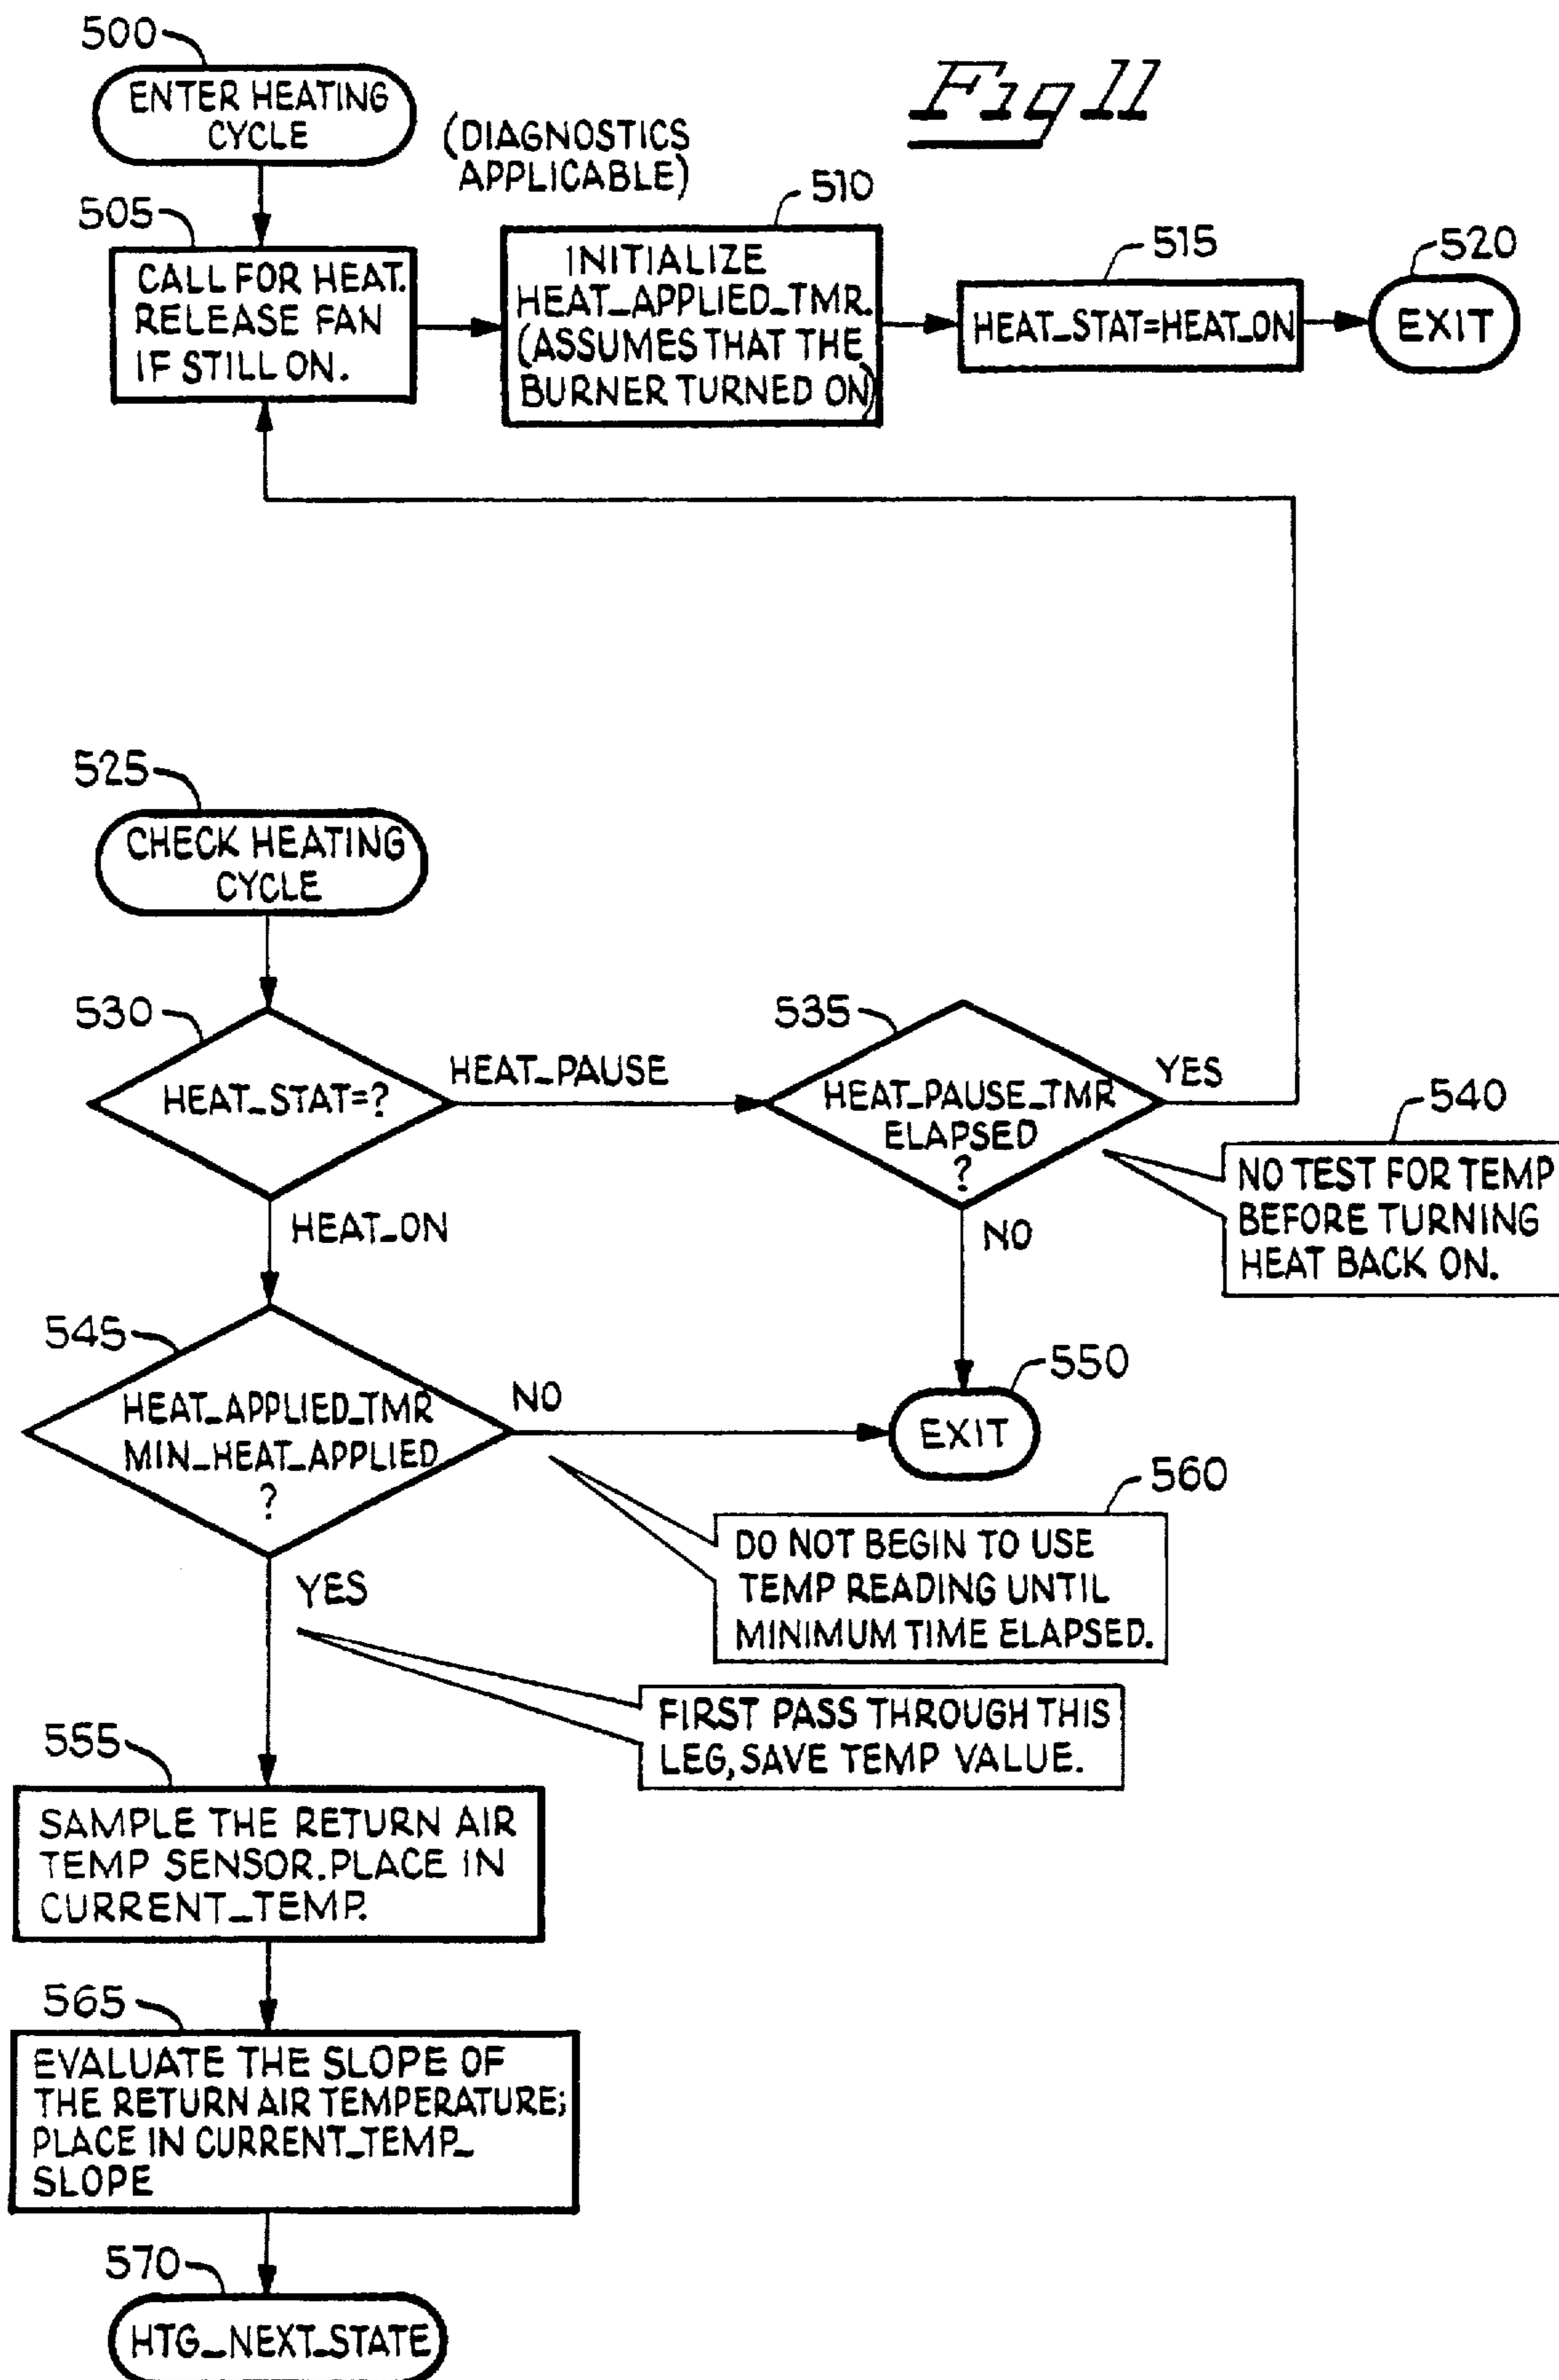 Fig 11
500
ENTER HEATING
CYCLE
(DIAGNOSTICS
APPLICABLE)
505
CALL FOR HEAT.
RELEASE FAN
IF STILL ON.
510
INITIALIZE
HEAT_APPLIED_TMR.
(ASSUMES THAT THE
BURNER TURNED ON)
515
HEAT_STAT=HEAT_ON
520
EXIT
525
CHECK HEATING
CYCLE
530
HEAT_STAT=?
HEAT_PAUSE
535
HEAT_PAUSE_TMR
ELAPSED
?
YES
540
NO TEST FOR TEMP
BEFORE TURNING
HEAT BACK ON.
HEAT_ON
NO
545
HEAT_APPLIED_TMR
MIN_HEAT_APPLIED
?
NO
550
EXIT
560
DO NOT BEGIN TO USE
TEMP READING UNTIL
MINIMUM TIME ELAPSED.
YES
FIRST PASS THROUGH THIS
LEG, SAVE TEMP VALUE.
555
SAMPLE THE RETURN AIR
TEMP SENSOR. PLACE IN
CURRENT_TEMP.
565
EVALUATE THE SLOPE OF
THE RETURN AIR TEMPERATURE;
PLACE IN CURRENT_TEMP_
SLOPE
570
HTG_NEXT_STATE